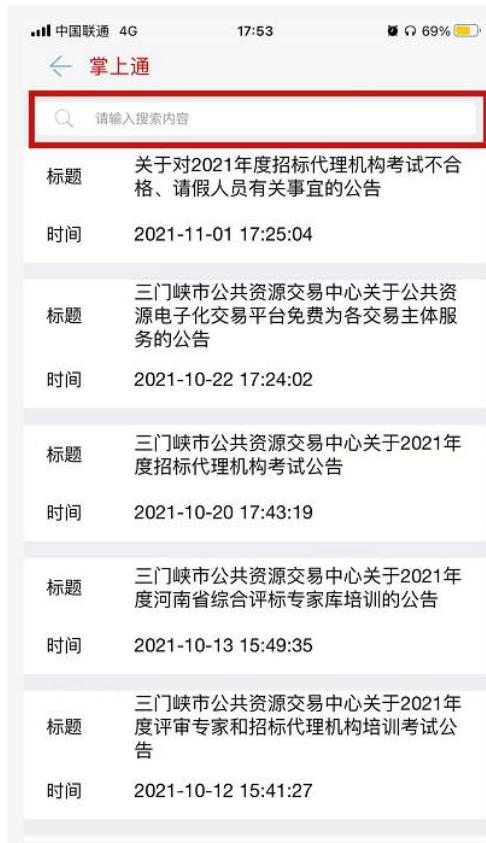 中国联通 4G 17:53 69%
掌上通
请输入搜索内容
标题 关于对2021年度招标代理机构考试不合
格、请假人员有关事宜的公告
时间 2021-11-01 17:25:04
三门峡市公共资源交易中心关于公共资
标题 源电子化交易平台免费为各交易主体服
务的公告
时间 2021-10-22 17:24:02
标题 三门峡市公共资源交易中心关于2021年
度招标代理机构考试公告
时间 2021-10-20 17:43:19
标题 三门峡市公共资源交易中心关于2021年
度河南省综合评标专家库培训的公告
时间 2021-10-13 15:49:35
三门峡市公共资源交易中心关于2021年
标题 度评审专家和招标代理机构培训考试公
告
时间 2021-10-12 15:41:27